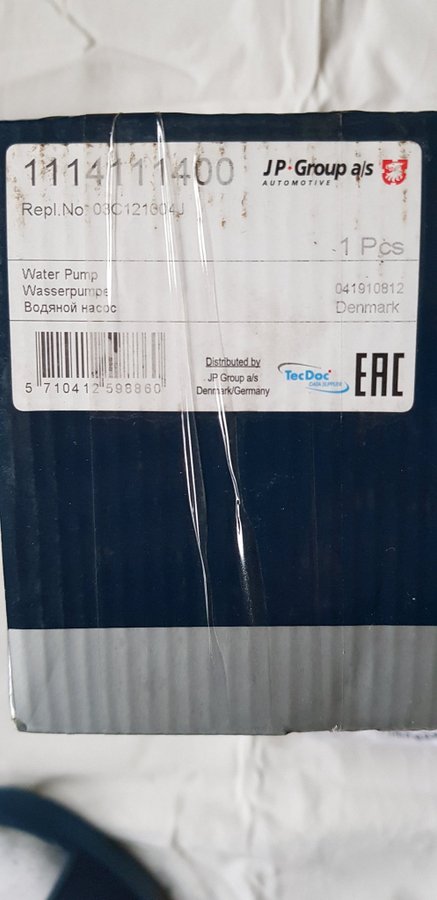 1114111400
JP·Group a/s
AUTOMOTIVE
Repl.No: 03C121004J
1 Pcs
Water Pump
Wasserpumpe
041910812
Водяной насос
Denmark
5 710412 598860
Distributed by
JP Group a/s
Denmark/Germany
TecDoc
DATA SUPPLIER
EAC